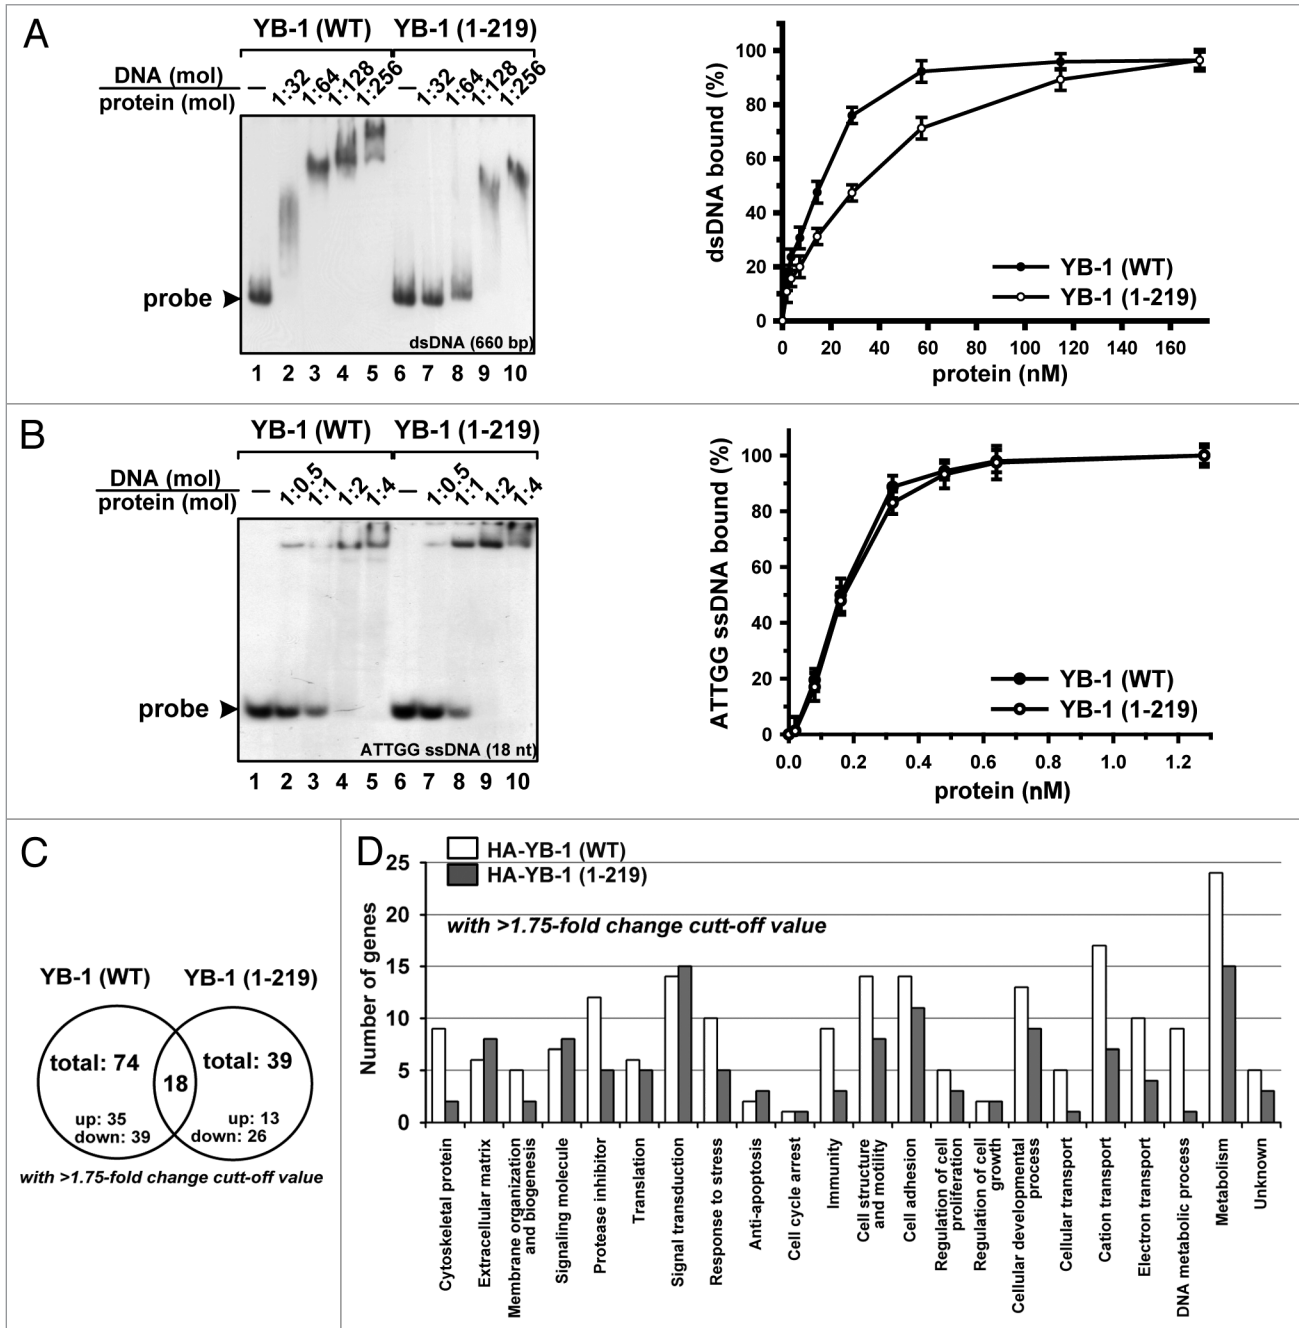 A
YB-1 (WT) YB-1 (1-219)
DNA (mol)
protein (mol)
— 1:32 1:64 1:128 1:256 — 1:32 1:64 1:128 1:256
probe
dsDNA (660 bp)
1 2 3 4 5 6 7 8 9 10
dsDNA bound (%)
100
80
60
40
20
0
YB-1 (WT)
YB-1 (1-219)
0 20 40 60 80 100 120 140 160
protein (nM)
B
YB-1 (WT) YB-1 (1-219)
DNA (mol)
protein (mol)
— 1:0.5 1:1 1:2 1:4 — 1:0.5 1:1 1:2 1:4
probe
ATTGG ssDNA (18 nt)
1 2 3 4 5 6 7 8 9 10
ATTGG ssDNA bound (%)
100
80
60
40
20
0
YB-1 (WT)
YB-1 (1-219)
0.0 0.2 0.4 0.6 0.8 1.0 1.2
protein (nM)
C
YB-1 (WT) YB-1 (1-219)
total: 74
18
total: 39
up: 35
down: 39
up: 13
down: 26
with >1.75-fold change cutt-off value
D
HA-YB-1 (WT)
HA-YB-1 (1-219)
with >1.75-fold change cutt-off value
Number of genes
25
20
15
10
5
0
Cytoskeletal protein
Extracellular matrix
Membrane organization
and biogenesis
Signaling molecule
Protease inhibitor
Translation
Signal transduction
Response to stress
Anti-apoptosis
Cell cycle arrest
Immunity
Cell structure
and motility
Cell adhesion
Regulation of cell
proliferation
Regulation of cell
growth
Cellular developmental
process
Cellular transport
Cation transport
Electron transport
DNA metabolic process
Metabolism
Unknown